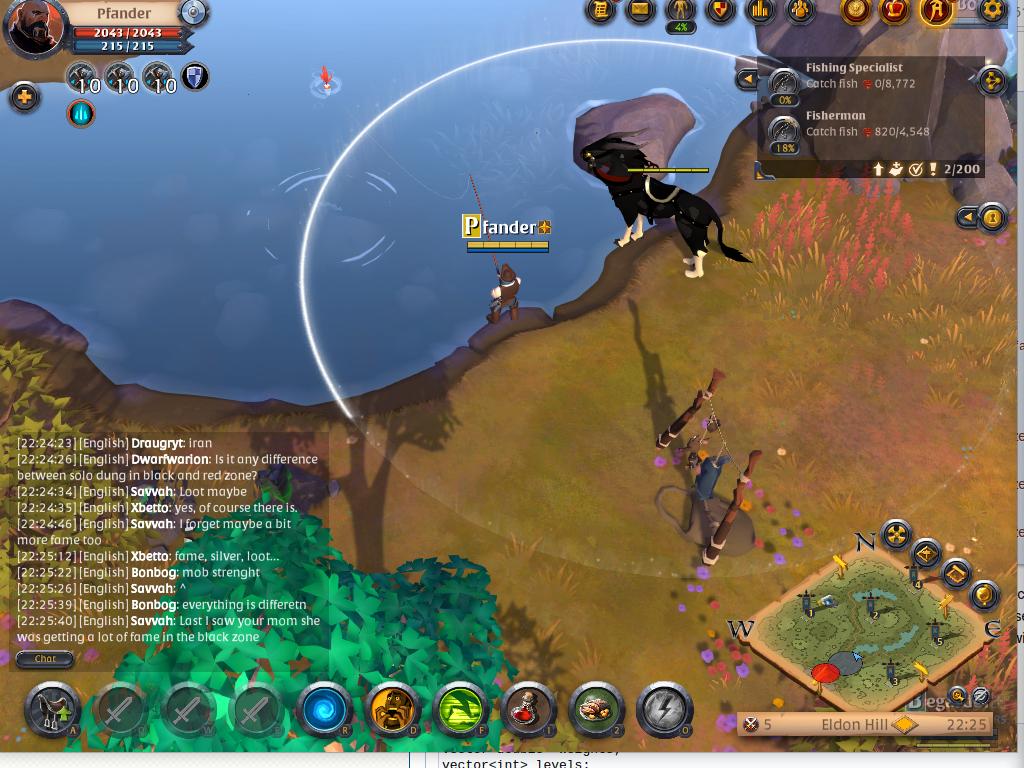 Pfander
2043/2043
215/215
10 10 10
4%
Fishing Specialist
Catch fish 0/8,772
0%
Fisherman
Catch fish 820/4,548
18%
2/200
1
Pfander
[22:24:23] [English] Draugryt: iran
[22:24:26] [English] Dwarfwarion: Is it any difference
between solo dung in black and red zone?
[22:24:34] [English] Savvah: Loot maybe
[22:24:35] [English] Xbetto: yes, of course there is.
[22:24:46] [English] Savvah: I forget maybe a bit
more fame too
[22:25:12] [English] Xbetto: fame, silver, loot...
[22:25:22] [English] Bonbog: mob strenght
[22:25:26] [English] Savvah: ^
[22:25:39] [English] Bonbog: everything is differetn
[22:25:40] [English] Savvah: Last I saw your mom she
was getting a lot of fame in the black zone
Chat
N
W
E
4
2
5
3
A Q W E R D F 1 2 O
5 Eldon Hill 22:25
vector<int> levels;